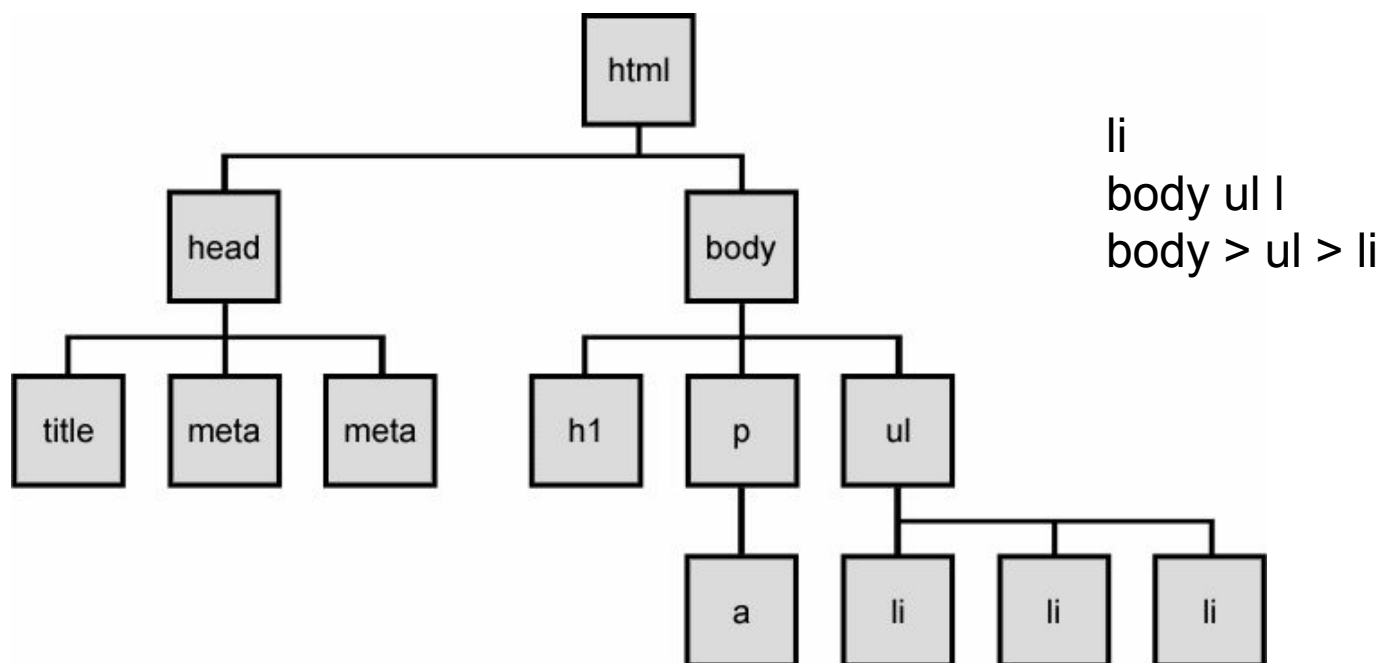 html
li
body ul l
body > ul > li
head body
title meta meta h1 p ul
a li li li